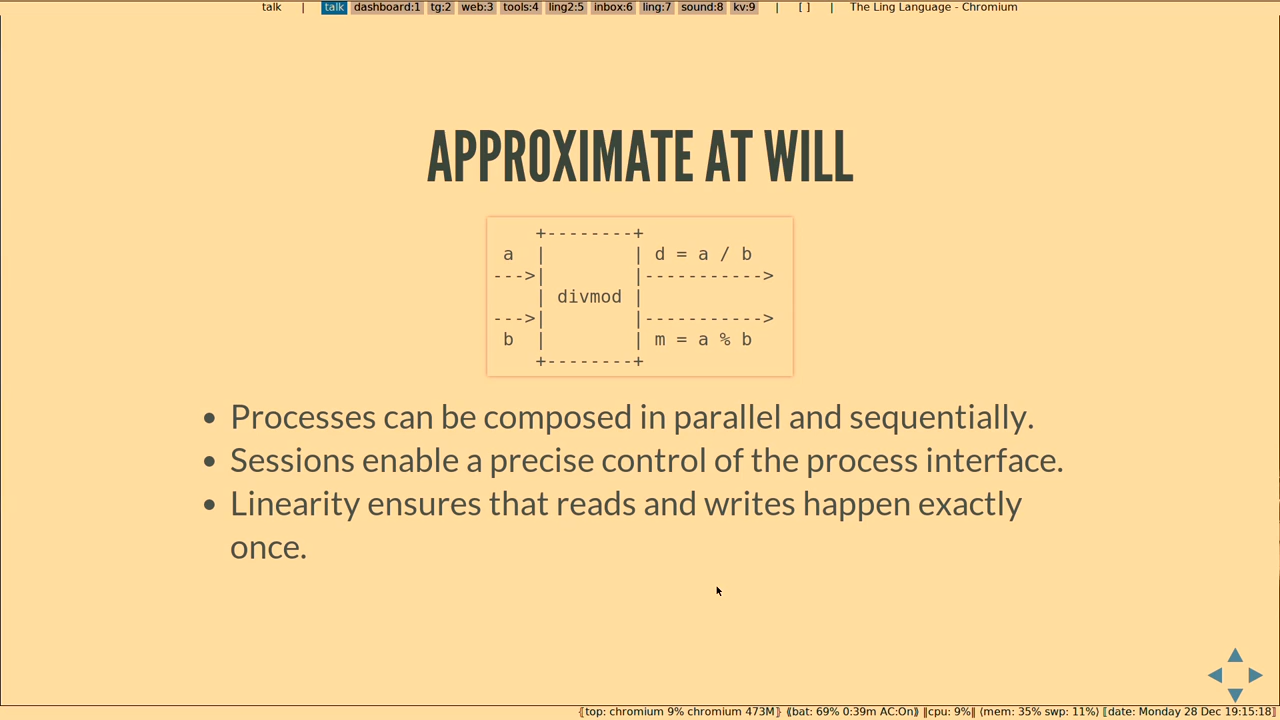 talk | talk dashboard:1 tg:2 web:3 tools:4 ling2:5 inbox:6 ling:7 sound:8 kv:9 | [ ] | The Ling Language - Chromium
APPROXIMATE AT WILL
+--------+
a | | d = a / b
--->| |----------->
| divmod |
--->| |----------->
b | | m = a % b
+--------+
• Processes can be composed in parallel and sequentially.
• Sessions enable a precise control of the process interface.
• Linearity ensures that reads and writes happen exactly
once.
⦃top: chromium 9% chromium 473M⦄ ⟪bat: 69% 0:39m AC:On⟫ ‖cpu: 9%‖ ⟨mem: 35% swp: 11%⟩ ⟦date: Monday 28 Dec 19:15:18⟧